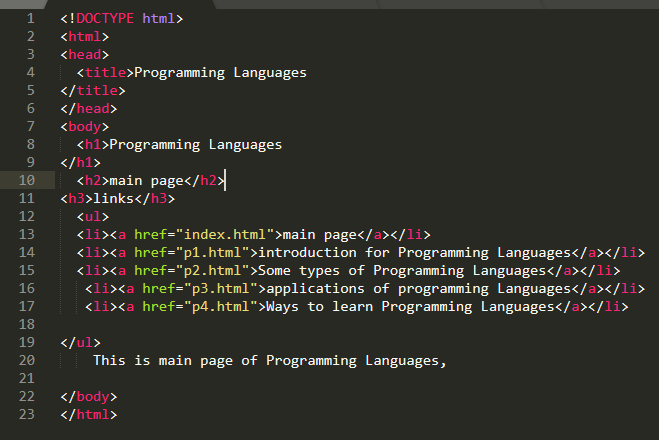 1 <!DOCTYPE html>
2 <html>
3 <head>
4 <title>Programming Languages
5 </title>
6 </head>
7 <body>
8 <h1>Programming Languages
9 </h1>
10 <h2>main page</h2>
11 <h3>links</h3>
12 <ul>
13 <li><a href="index.html">main page</a></li>
14 <li><a href="p1.html">introduction for Programming Languages</a></li>
15 <li><a href="p2.html">Some types of Programming Languages</a></li>
16 <li><a href="p3.html">applications of programming Languages</a></li>
17 <li><a href="p4.html">Ways to learn Programming Languages</a></li>
18
19 </ul>
20 This is main page of Programming Languages,
21
22 </body>
23 </html>